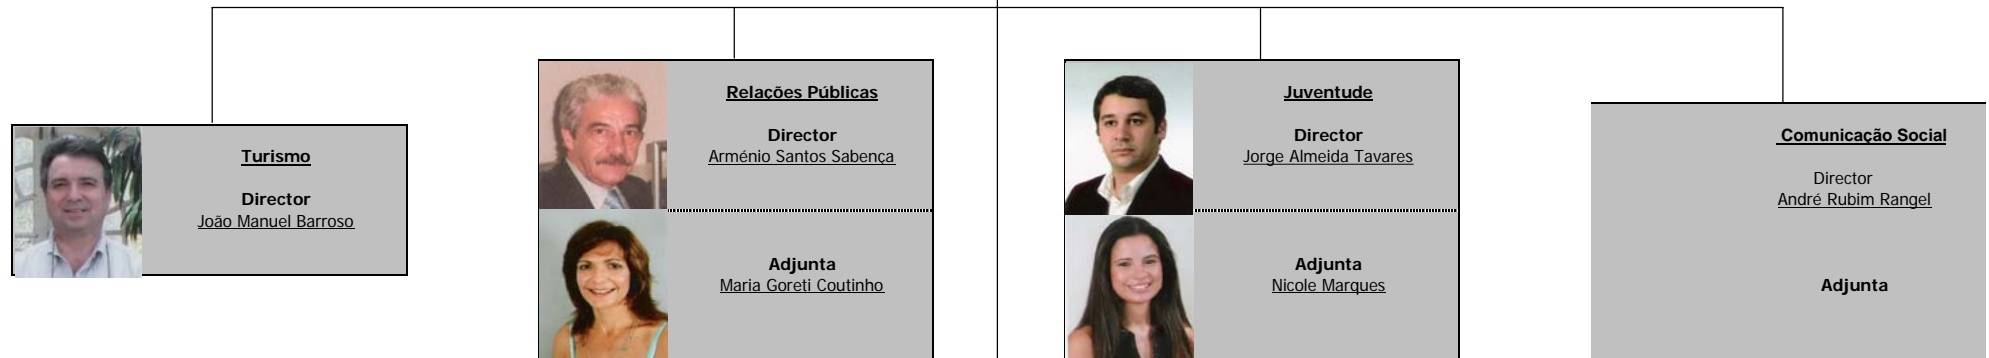 Turismo
Director
João Manuel Barroso
Relações Públicas
Director
Arménio Santos Sabença
Adjunta
Maria Goreti Coutinho
Juventude
Director
Jorge Almeida Tavares
Adjunta
Nicole Marques
Comunicação Social
Director
André Rubim Rangel
Adjunta